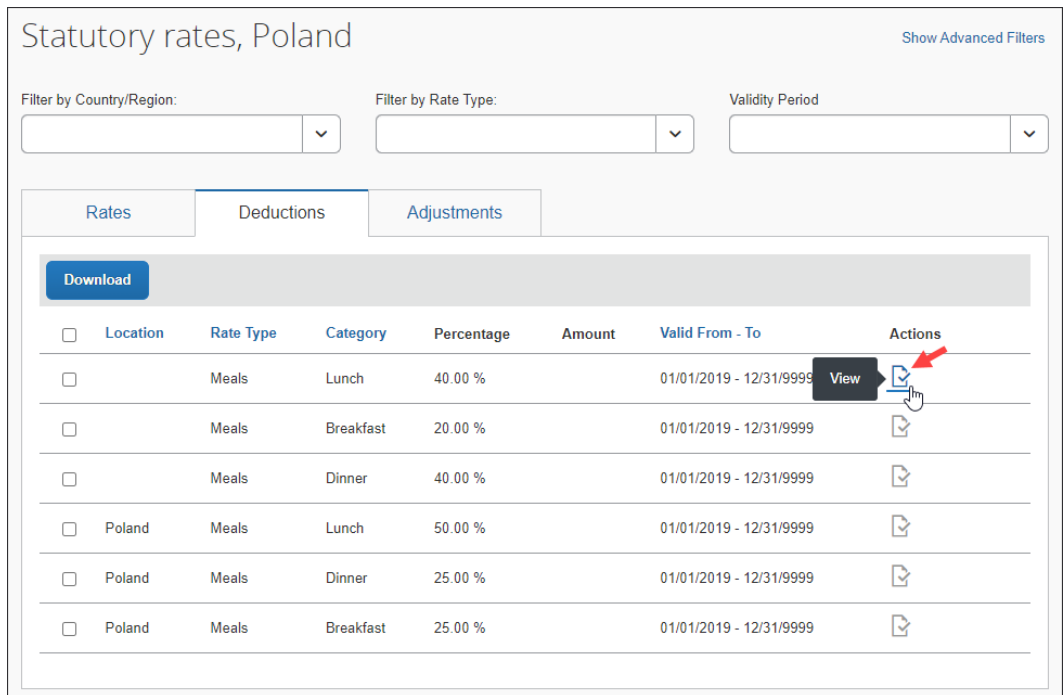 Statutory rates, Poland
Show Advanced Filters
Filter by Country/Region:
Filter by Rate Type:
Validity Period
Rates Deductions Adjustments
Download
Location Rate Type Category Percentage Amount Valid From - To Actions
Meals Lunch 40.00 % 01/01/2019 - 12/31/9999 View
Meals Breakfast 20.00 % 01/01/2019 - 12/31/9999
Meals Dinner 40.00 % 01/01/2019 - 12/31/9999
Poland Meals Lunch 50.00 % 01/01/2019 - 12/31/9999
Poland Meals Dinner 25.00 % 01/01/2019 - 12/31/9999
Poland Meals Breakfast 25.00 % 01/01/2019 - 12/31/9999